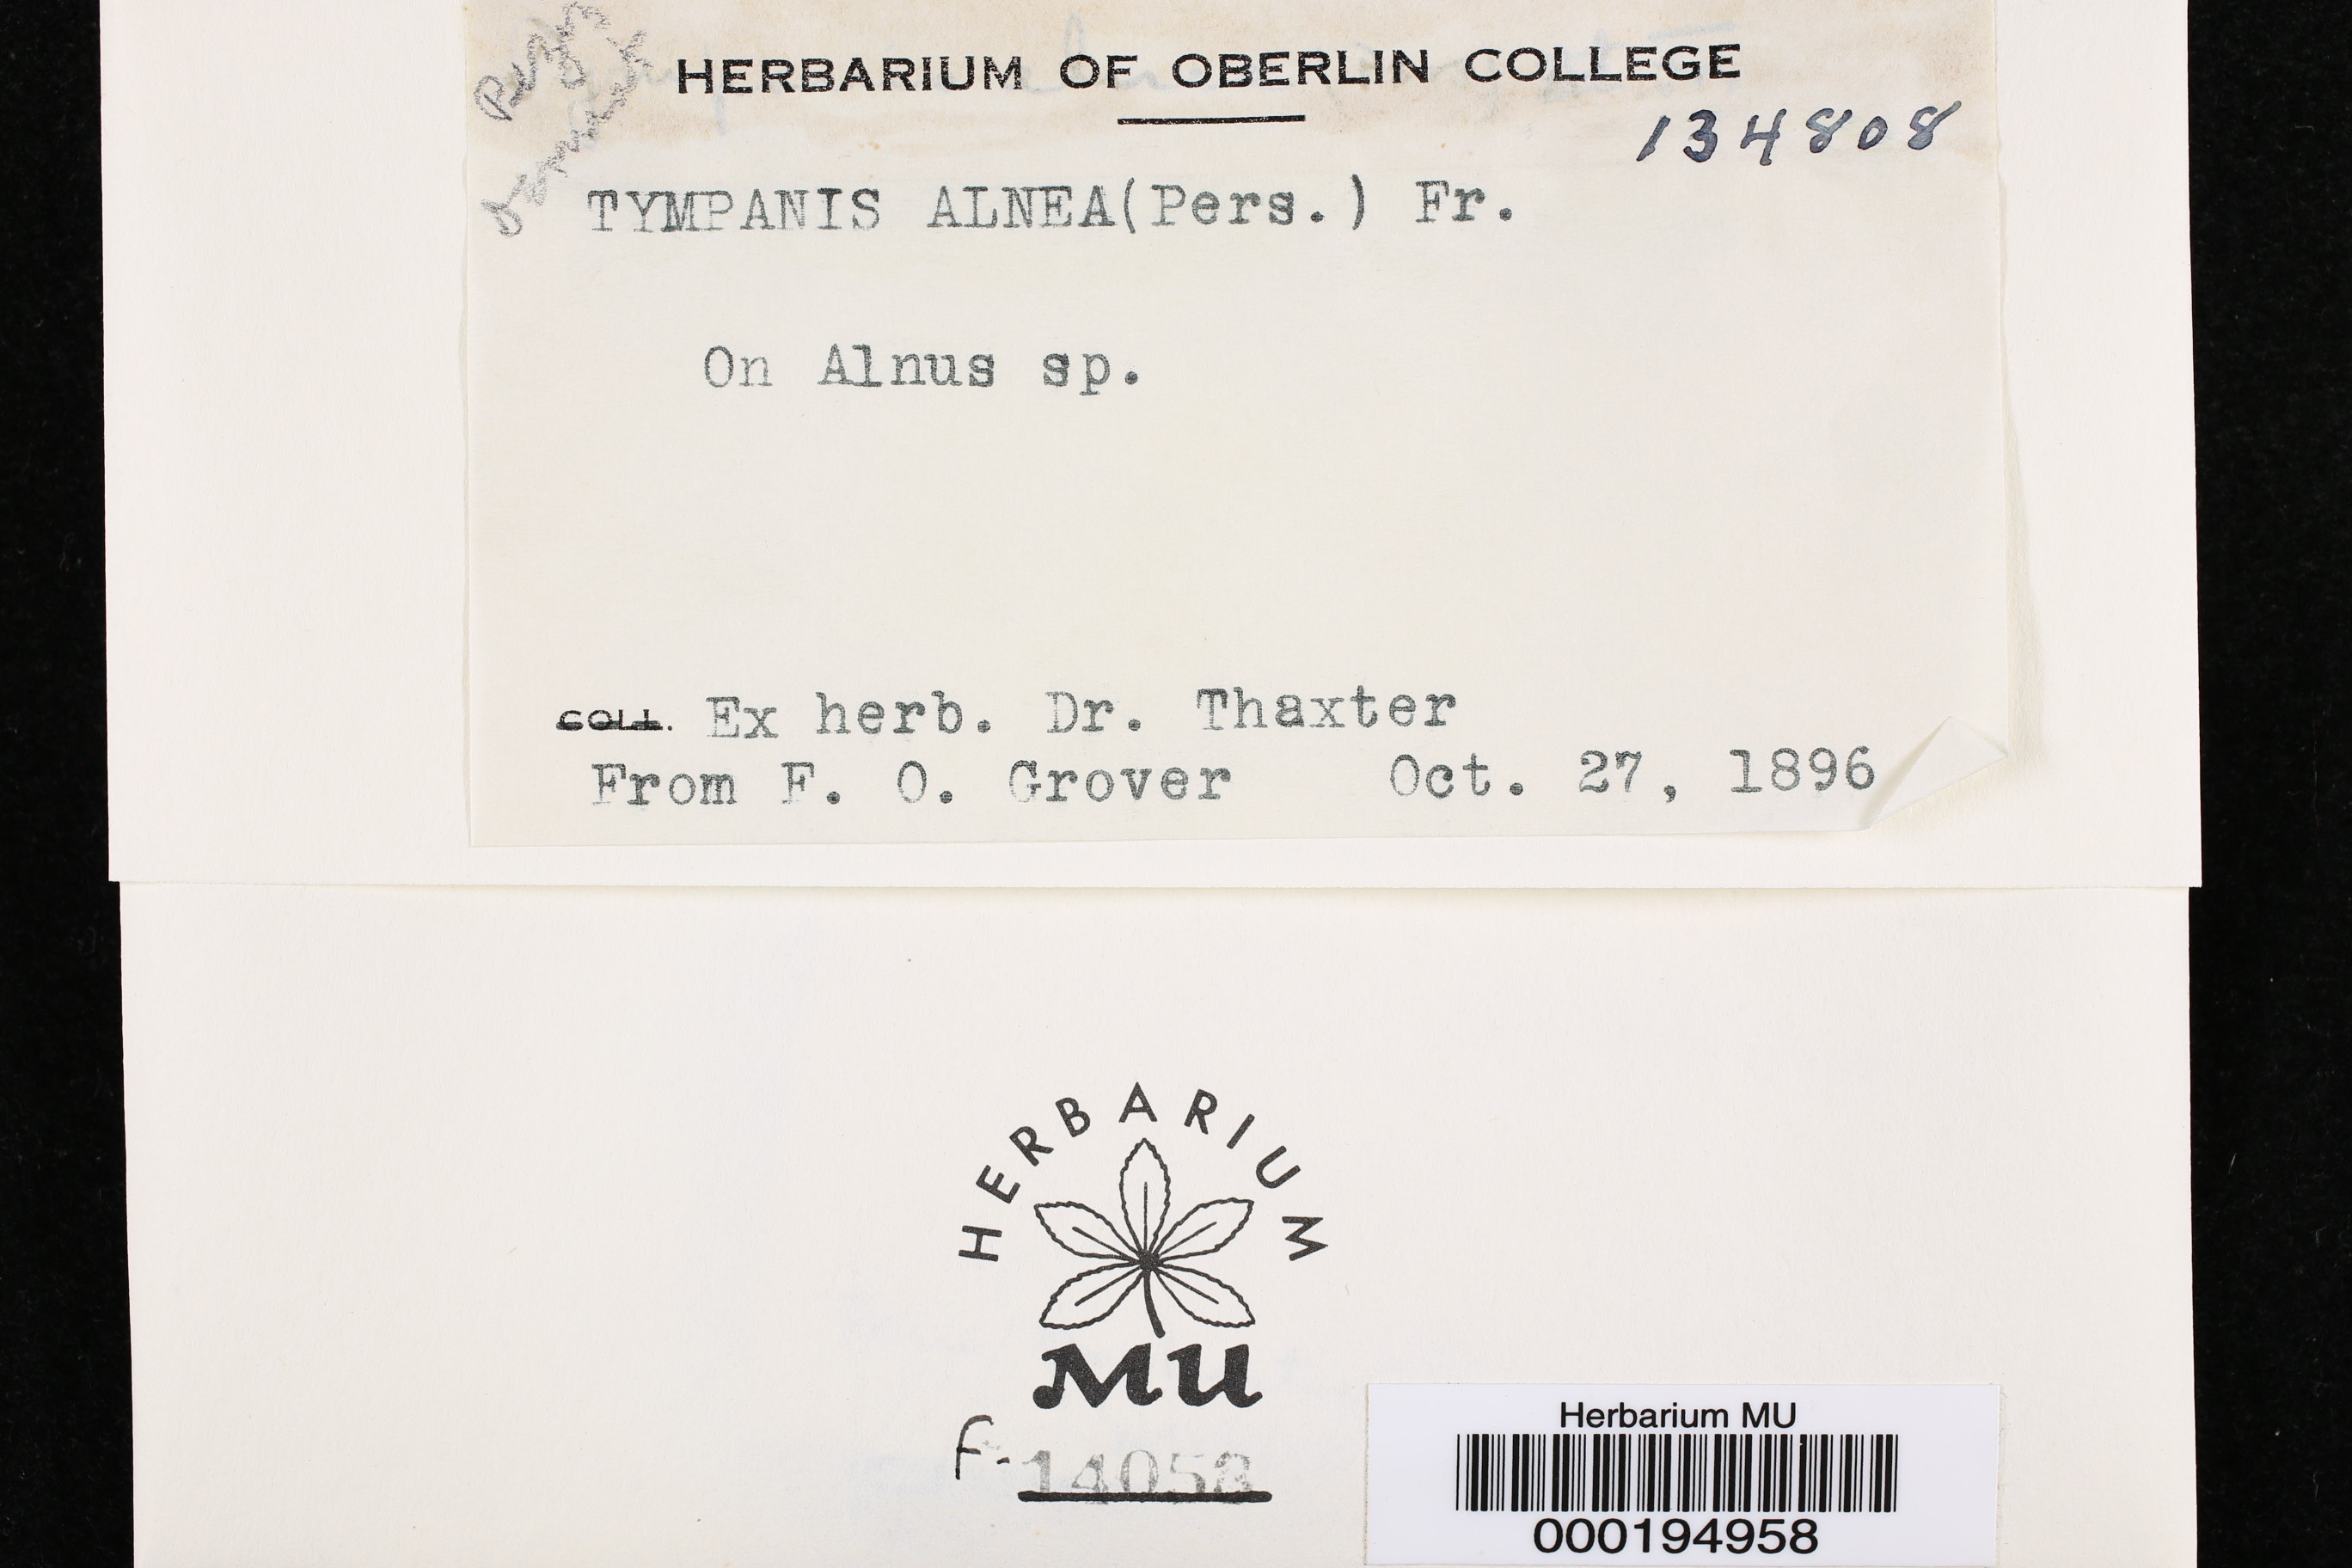 HERBARIUM OF OBERLIN COLLEGE
134808
TYMPANIS ALNEA(Pers.) Fr.
On Alnus sp.
COLL. Ex herb. Dr. Thaxter
From F. O. Grover Oct. 27, 1896
HERBARIUM
MU
F-
Herbarium MU
000194958